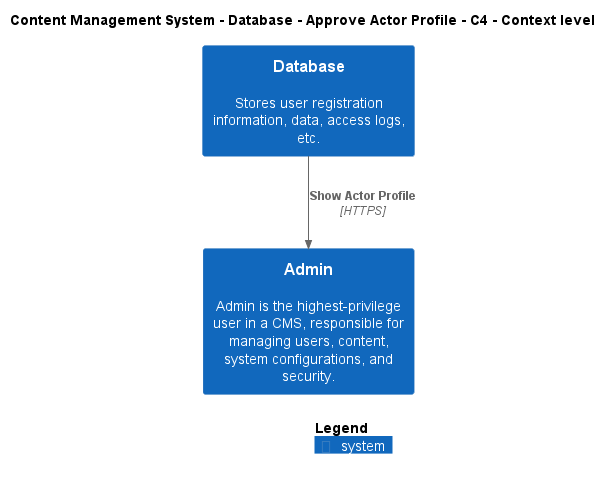 Content Management System - Database - Approve Actor Profile - C4 - Context level
Database
Stores user registration
information, data, access logs,
etc.
Show Actor Profile
[HTTPS]
Admin
Admin is the highest-privilege
user in a CMS, responsible for
managing users, content,
system configurations, and
security.
Legend
system